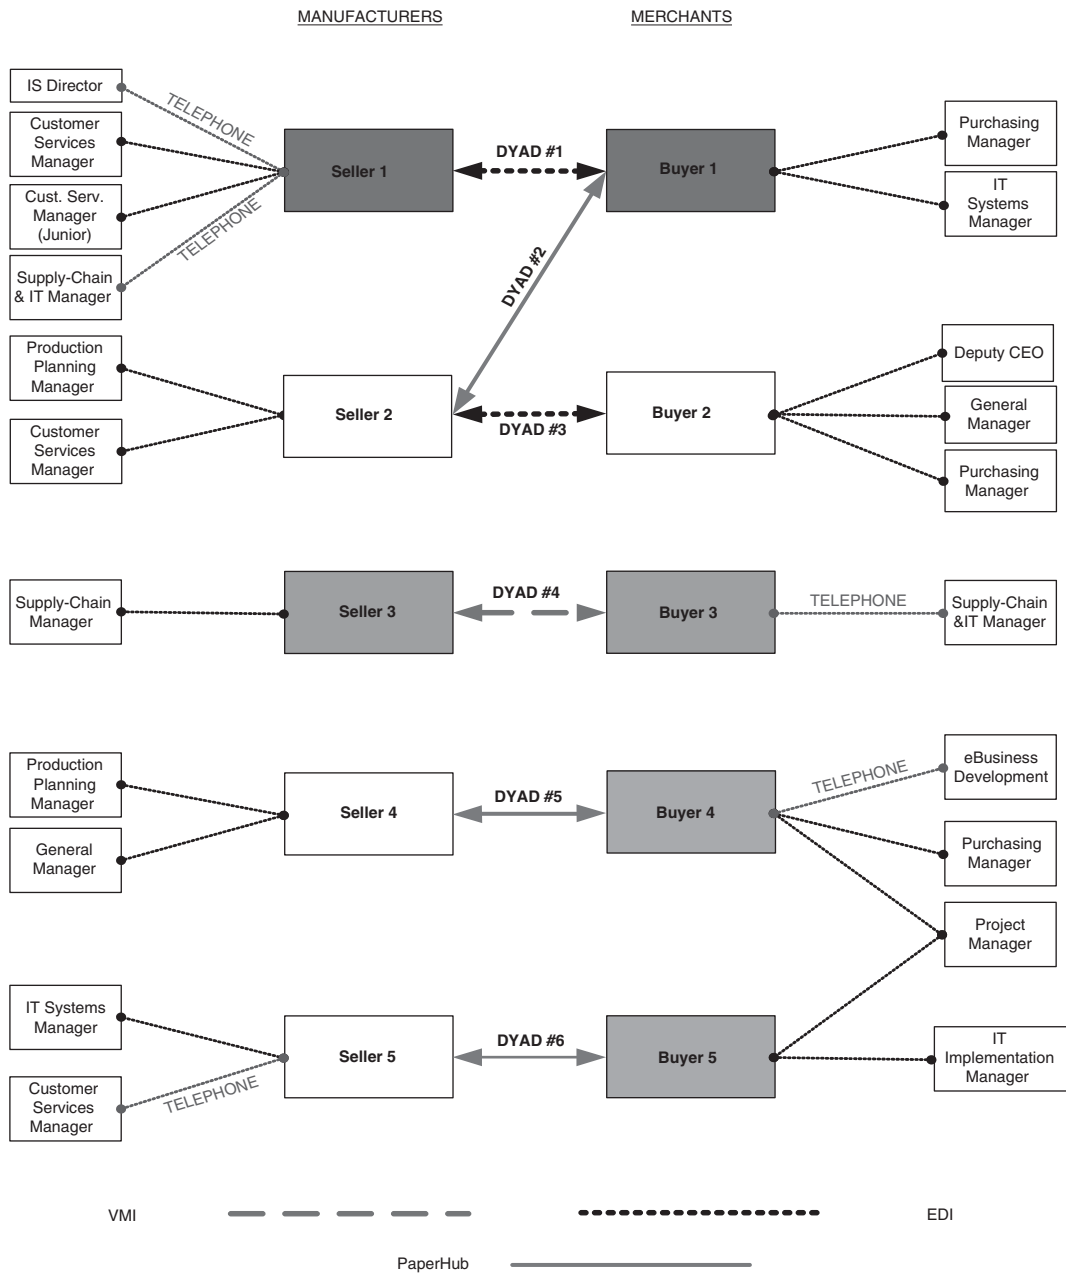 MANUFACTURERS
MERCHANTS
IS Director
TELEPHONE
Customer
Services
Manager
Cust. Serv.
Manager
(Junior)
TELEPHONE
Supply-Chain
& IT Manager
Seller 1
DYAD #1
Buyer 1
Purchasing
Manager
IT
Systems
Manager
DYAD #2
Production
Planning
Manager
Customer
Services
Manager
Seller 2
DYAD #3
Buyer 2
Deputy CEO
General
Manager
Purchasing
Manager
Supply-Chain
Manager
Seller 3
DYAD #4
Buyer 3
TELEPHONE
Supply-Chain
&IT Manager
Production
Planning
Manager
General
Manager
Seller 4
DYAD #5
Buyer 4
TELEPHONE
eBusiness
Development
Purchasing
Manager
Project
Manager
IT Systems
Manager
Customer
Services
Manager
TELEPHONE
Seller 5
DYAD #6
Buyer 5
IT
Implementation
Manager
VMI
EDI
PaperHub